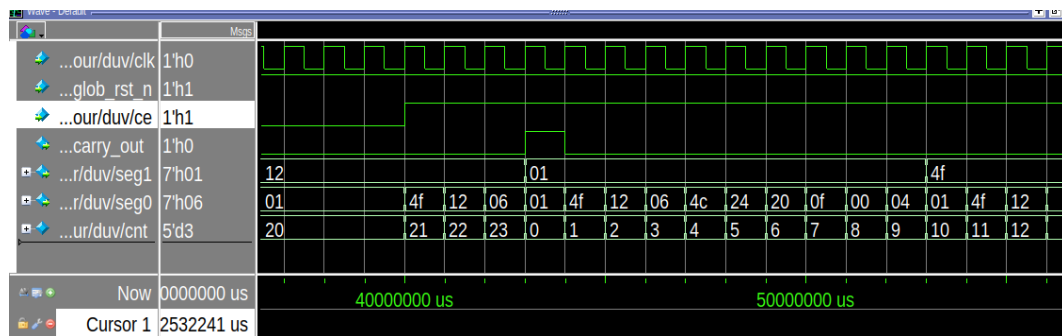 Wave - Default
Msgs
...our/duv/clk 1'h0
...glob_rst_n 1'h1
...our/duv/ce 1'h1
...carry_out 1'h0
...r/duv/seg1 7'h01 12 01 4f
...r/duv/seg0 7'h06 01 4f 12 06 01 4f 12 06 4c 24 20 0f 00 04 01 4f 12
...ur/duv/cnt 5'd3 20 21 22 23 0 1 2 3 4 5 6 7 8 9 10 11 12
Now 0000000 us 40000000 us 50000000 us
Cursor 1 2532241 us